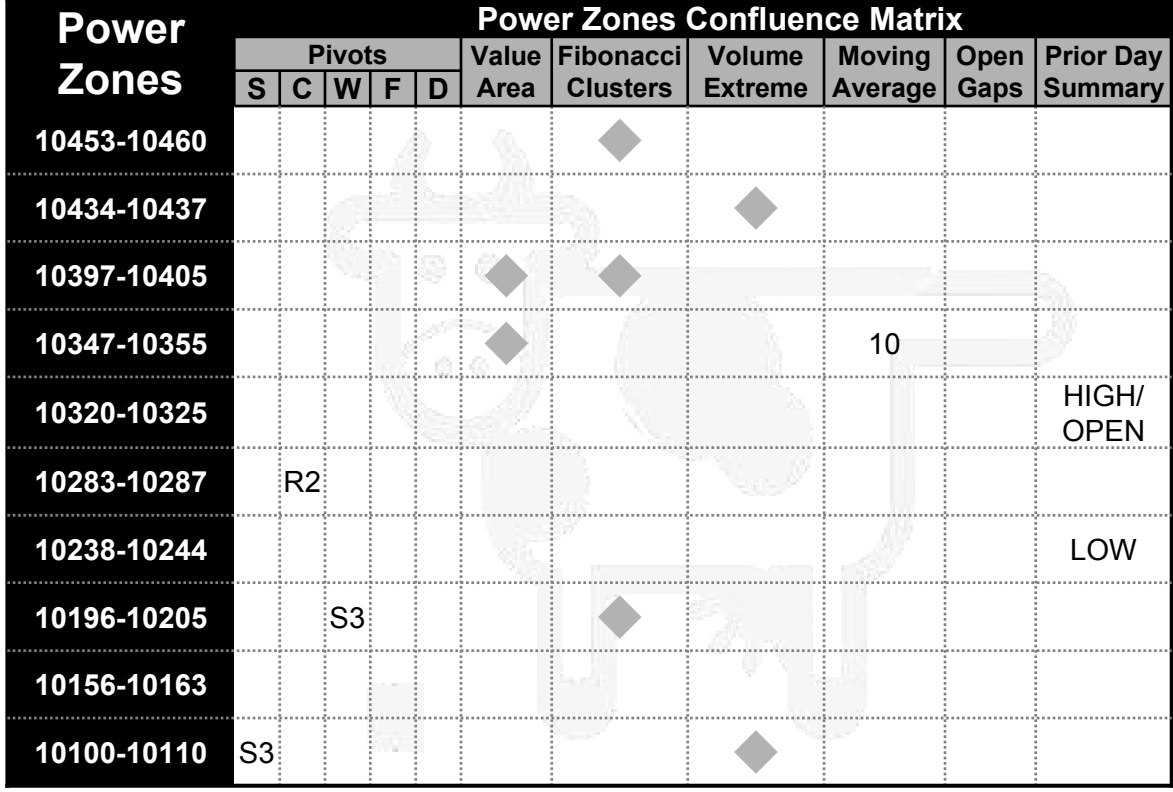 Power Zones
Power Zones Confluence Matrix
Pivots
Value Area
Fibonacci Clusters
Volume Extreme
Moving Average
Open Gaps
Prior Day Summary
S C W F D
10453-10460
10434-10437
10397-10405
10347-10355 10
10320-10325 HIGH/
OPEN
10283-10287 R2
10238-10244 LOW
10196-10205 S3
10156-10163
10100-10110 S3